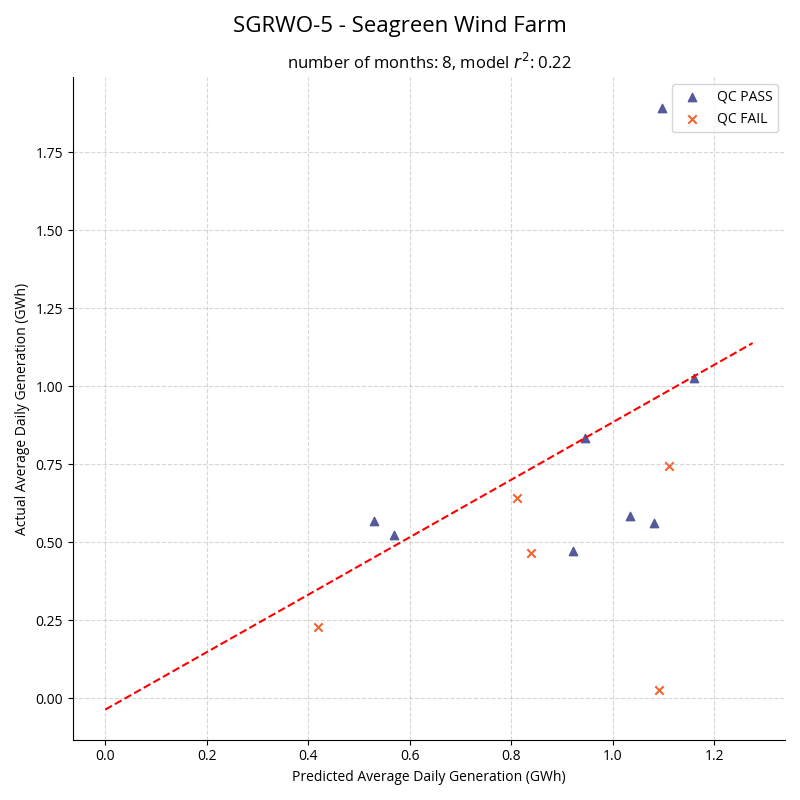 SGRWO-5 - Seagreen Wind Farm
number of months: 8, model r²: 0.22
QC PASS
QC FAIL
1.75
1.50
1.25
1.00
0.75
0.50
0.25
0.00
Actual Average Daily Generation (GWh)
0.0 0.2 0.4 0.6 0.8 1.0 1.2
Predicted Average Daily Generation (GWh)